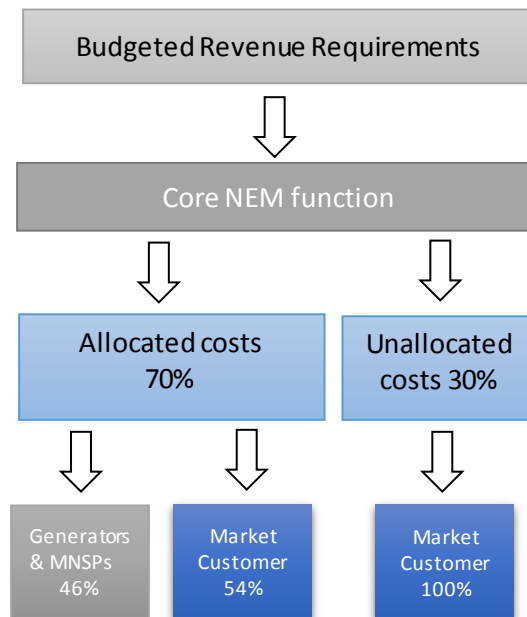 Budgeted Revenue Requirements
Core NEM function
Allocated costs
70%
Unallocated
costs 30%
Generators
& MNSPs
46%
Market
Customer
54%
Market
Customer
100%